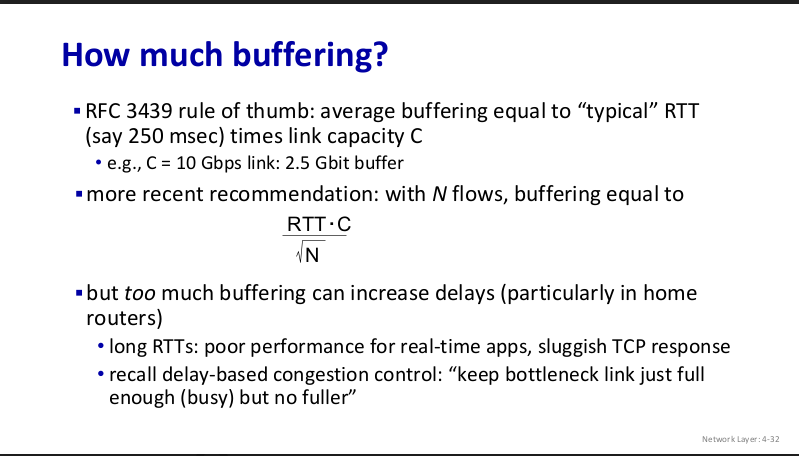 How much buffering?
▪ RFC 3439 rule of thumb: average buffering equal to “typical” RTT
(say 250 msec) times link capacity C
• e.g., C = 10 Gbps link: 2.5 Gbit buffer
▪ more recent recommendation: with N flows, buffering equal to
RTT · C
√N
▪ but too much buffering can increase delays (particularly in home
routers)
• long RTTs: poor performance for real-time apps, sluggish TCP response
• recall delay-based congestion control: “keep bottleneck link just full
enough (busy) but no fuller”
Network Layer: 4-32